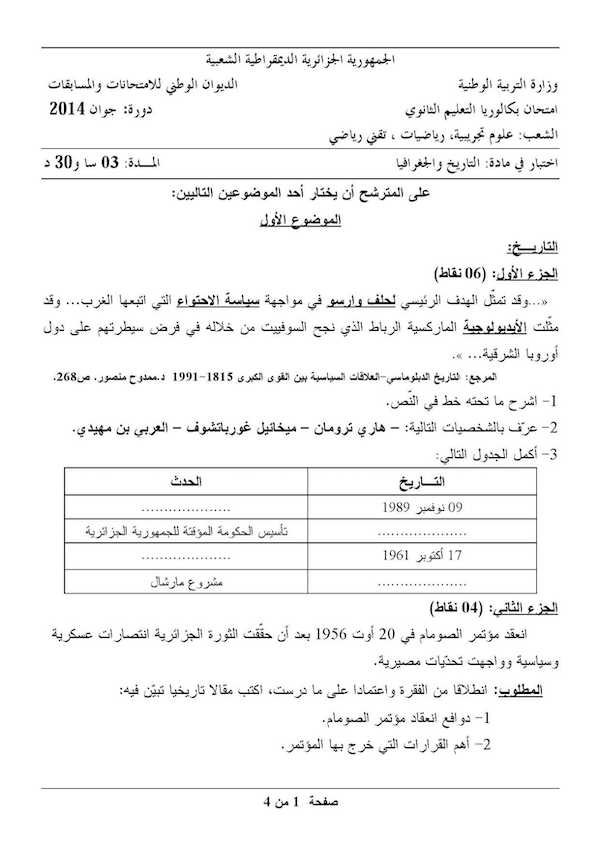 الجمهورية الجزائرية الديمقراطية الشعبية
وزارة التربية الوطنية الديوان الوطني للامتحانات والمسابقات
امتحان بكالوريا التعليم الثانوي دورة: جوان 2014
الشعب: علوم تجريبية، رياضيات ، تقني رياضي
اختبار في مادة: التاريخ والجغرافيا المـــدة: 03 سا و30 د
على المترشح أن يختار أحد الموضوعين التاليين:
الموضوع الأول
التاريـــخ:
الجزء الأول: (06 نقاط)
«...وقد تمثّل الهدف الرئيسي لحلف وارسو في مواجهة سياسة الاحتواء التي اتبعها الغرب... وقد
مثّلت الأيديولوجية الماركسية الرباط الذي نجح السوفييت من خلاله في فرض سيطرتهم على دول
أوروبا الشرقية... ».
المرجع: التاريخ الدبلوماسي-العلاقات السياسية بين القوى الكبرى 1815-1991 د.ممدوح منصور. ص268.
1- اشرح ما تحته خط في النّص.
2- عرّف بالشخصيات التالية: – هاري ترومان – ميخائيل غورباتشوف – العربي بن مهيدي.
3- أكمل الجدول التالي:
التـــاريخ الحدث
09 نوفمبر 1989 ....................
.................... تأسيس الحكومة المؤقتة للجمهورية الجزائرية
17 أكتوبر 1961 ....................
.................... مشروع مارشال
الجزء الثاني: (04 نقاط)
انعقد مؤتمر الصومام في 20 أوت 1956 بعد أن حقّقت الثورة الجزائرية انتصارات عسكرية
وسياسية وواجهت تحدّيات مصيرية.
المطلوب: انطلاقا من الفقرة واعتمادا على ما درست، اكتب مقالا تاريخيا تبيّن فيه:
1- دوافع انعقاد مؤتمر الصومام.
2- أهم القرارات التي خرج بها المؤتمر.
صفحة 1 من 4